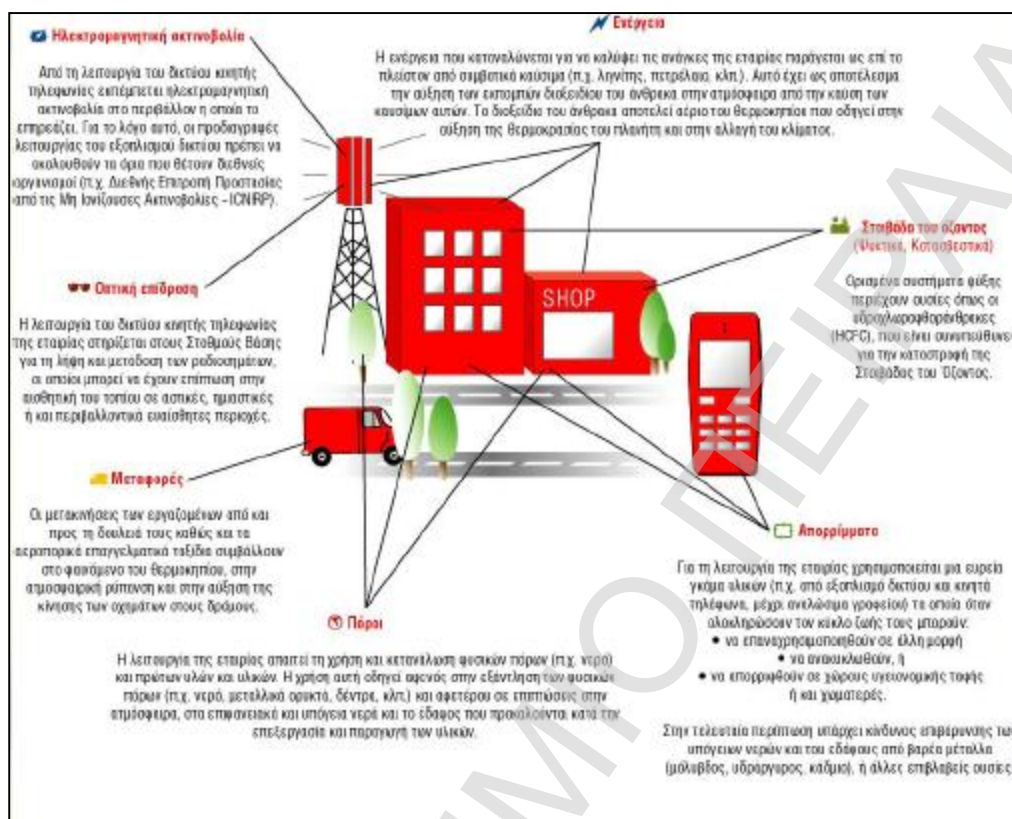 Ηλεκτρομαγνητική ακτινοβολία
Από τη λειτουργία του δικτύου κινητής
τηλεφωνίας εκπέμπεται ηλεκτρομαγνητική
ακτινοβολία στο περιβάλλον η οποία το
επηρεάζει. Για το λόγο αυτό, οι προδιαγραφές
λειτουργίας του εξοπλισμού δικτύου πρέπει να
ακολουθούν τα όρια που θέτουν διεθνείς
οργανισμοί (π.χ. Διεθνής Επιτροπή Προστασίας
από τις Μη Ιονίζουσες Ακτινοβολίες - ICNIRP).
Ενέργεια
Η ενέργεια που καταναλώνεται για να καλύψει τις ανάγκες της εταιρίας παράγεται ως επί το
πλείστον από συμβατικά καύσιμα (π.χ. λιγνίτης, πετρέλαιο, κλπ.). Αυτό έχει ως αποτέλεσμα
την αύξηση των εκπομπών διοξειδίου του άνθρακα στην ατμόσφαιρα από την καύση των
καυσίμων αυτών. Το διοξείδιο του άνθρακα αποτελεί αέριο του θερμοκηπίου που οδηγεί στην
αύξηση της θερμοκρασίας του πλανήτη και στην αλλαγή του κλίματος.
Στοιβάδα του όζοντος
(Ψυκτικά, Κατασβεστικά)
Ορισμένα συστήματα ψύξης
περιέχουν ουσίες όπως οι
υδροχλωροφθοράνθρακες
(HCFC), που είναι συνυπεύθυνες
για την καταστροφή της
Στοιβάδας του Όζοντος.
SHOP
Οπτική επίδραση
Η λειτουργία του δικτύου κινητής τηλεφωνίας
της εταιρίας στηρίζεται στους Σταθμούς Βάσης
για τη λήψη και μετάδοση των ραδιοσημάτων,
οι οποίοι μπορεί να έχουν επίπτωση στην
αισθητική του τοπίου σε αστικές, ημιαστικές
ή και περιβαλλοντικά ευαίσθητες περιοχές.
Μεταφορές
Οι μετακινήσεις των εργαζομένων από και
προς τη δουλειά τους καθώς και τα
αεροπορικά επαγγελματικά ταξίδια συμβάλλουν
στο φαινόμενο του θερμοκηπίου, στην
ατμοσφαιρική ρύπανση και στην αύξηση της
κίνησης των οχημάτων στους δρόμους.
Πόροι
Η λειτουργία της εταιρίας απαιτεί τη χρήση και κατανάλωση φυσικών πόρων (π.χ. νερό)
και πρώτων υλών και υλικών. Η χρήση αυτή οδηγεί αφενός στην εξάντληση των φυσικών
πόρων (π.χ. νερό, μεταλλικά ορυκτά, δέντρα, κλπ.) και αφετέρου σε επιπτώσεις στην
ατμόσφαιρα, στα επιφανειακά και υπόγεια νερά και το έδαφος που προκαλούνται κατά την
επεξεργασία και παραγωγή των υλικών.
Απορρίμματα
Για τη λειτουργία της εταιρίας χρησιμοποιείται μια ευρεία
γκάμα υλικών (π.χ. από εξοπλισμό δικτύου και κινητά
τηλέφωνα, μέχρι αναλώσιμα γραφείου) τα οποία όταν
ολοκληρώσουν τον κύκλο ζωής τους μπορούν:
• να επαναχρησιμοποιηθούν σε άλλη μορφή
• να ανακυκλωθούν, ή
• να απορριφθούν σε χώρους υγειονομικής ταφής
ή και χωματερές.
Στην τελευταία περίπτωση υπάρχει κίνδυνος επιβάρυνσης των
υπόγειων νερών και του εδάφους από βαρέα μέταλλα
(μόλυβδος, υδράργυρος, κάδμιο), ή άλλες επιβλαβείς ουσίες